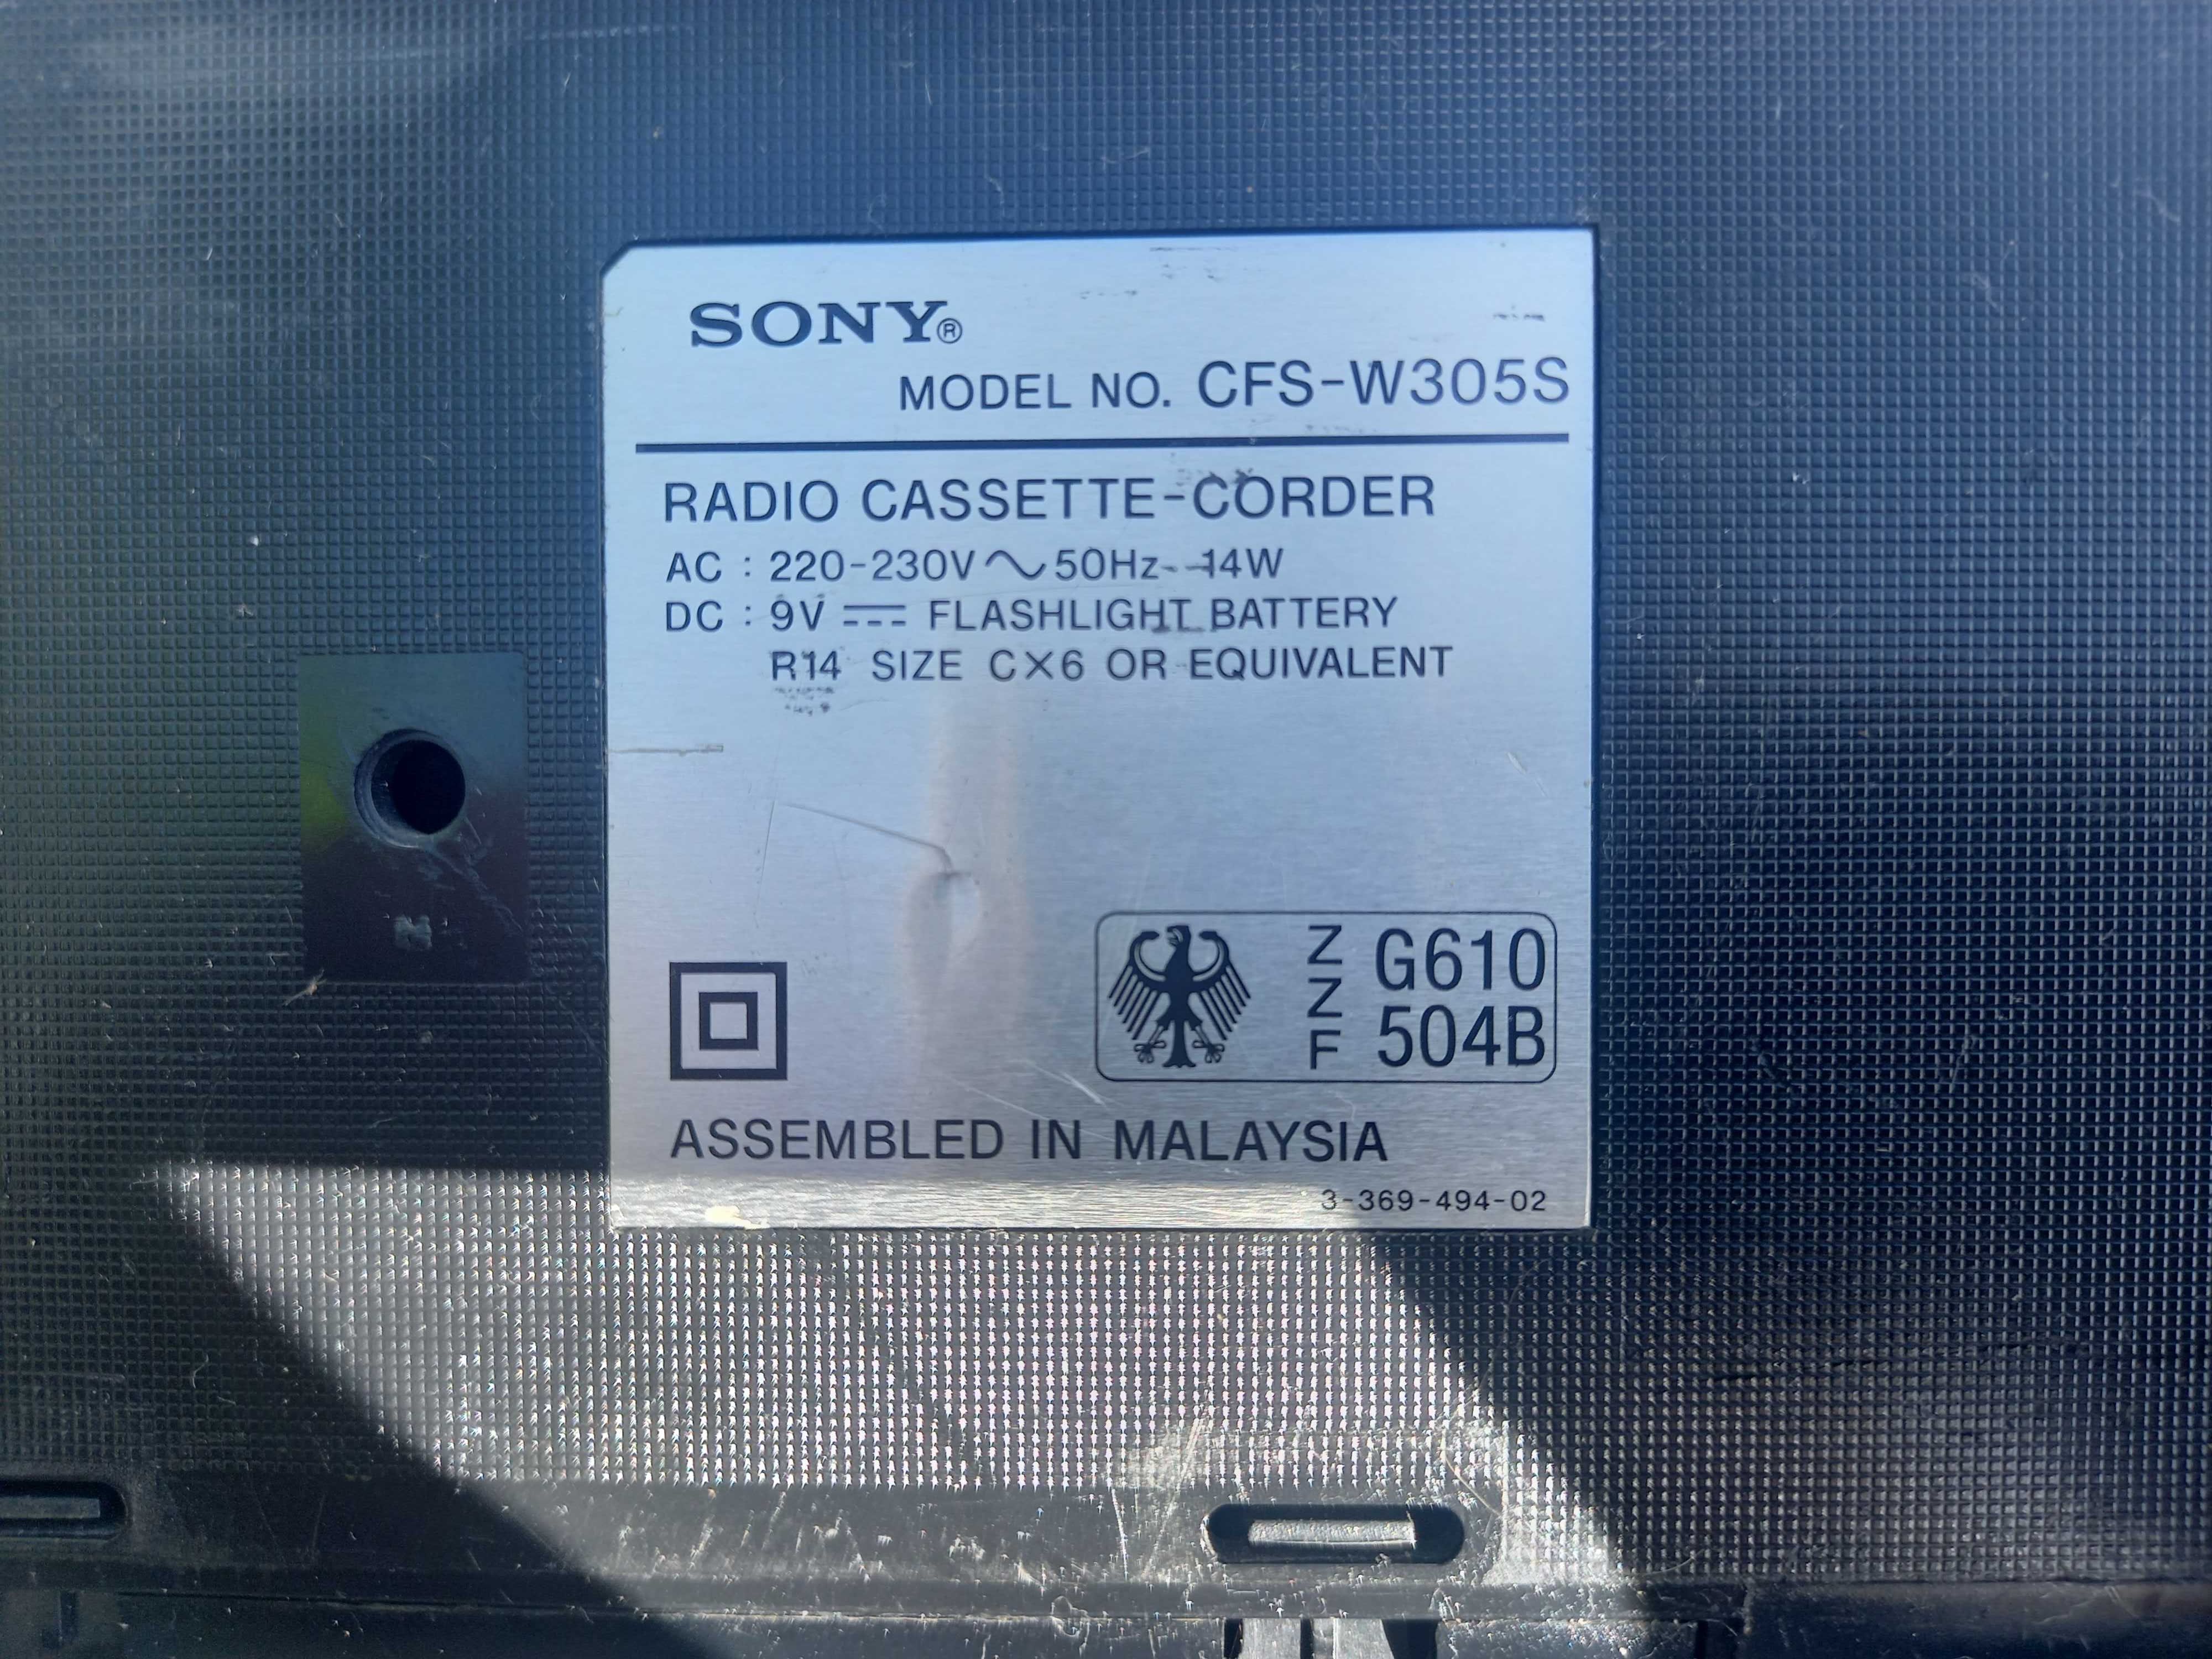 SONY®
MODEL NO. CFS-W305S
RADIO CASSETTE-CORDER
AC : 220-230V ∿ 50Hz 14W
DC : 9V ⎓ FLASHLIGHT BATTERY
R14 SIZE C×6 OR EQUIVALENT
ZZF G610
504B
ASSEMBLED IN MALAYSIA
3-369-494-02